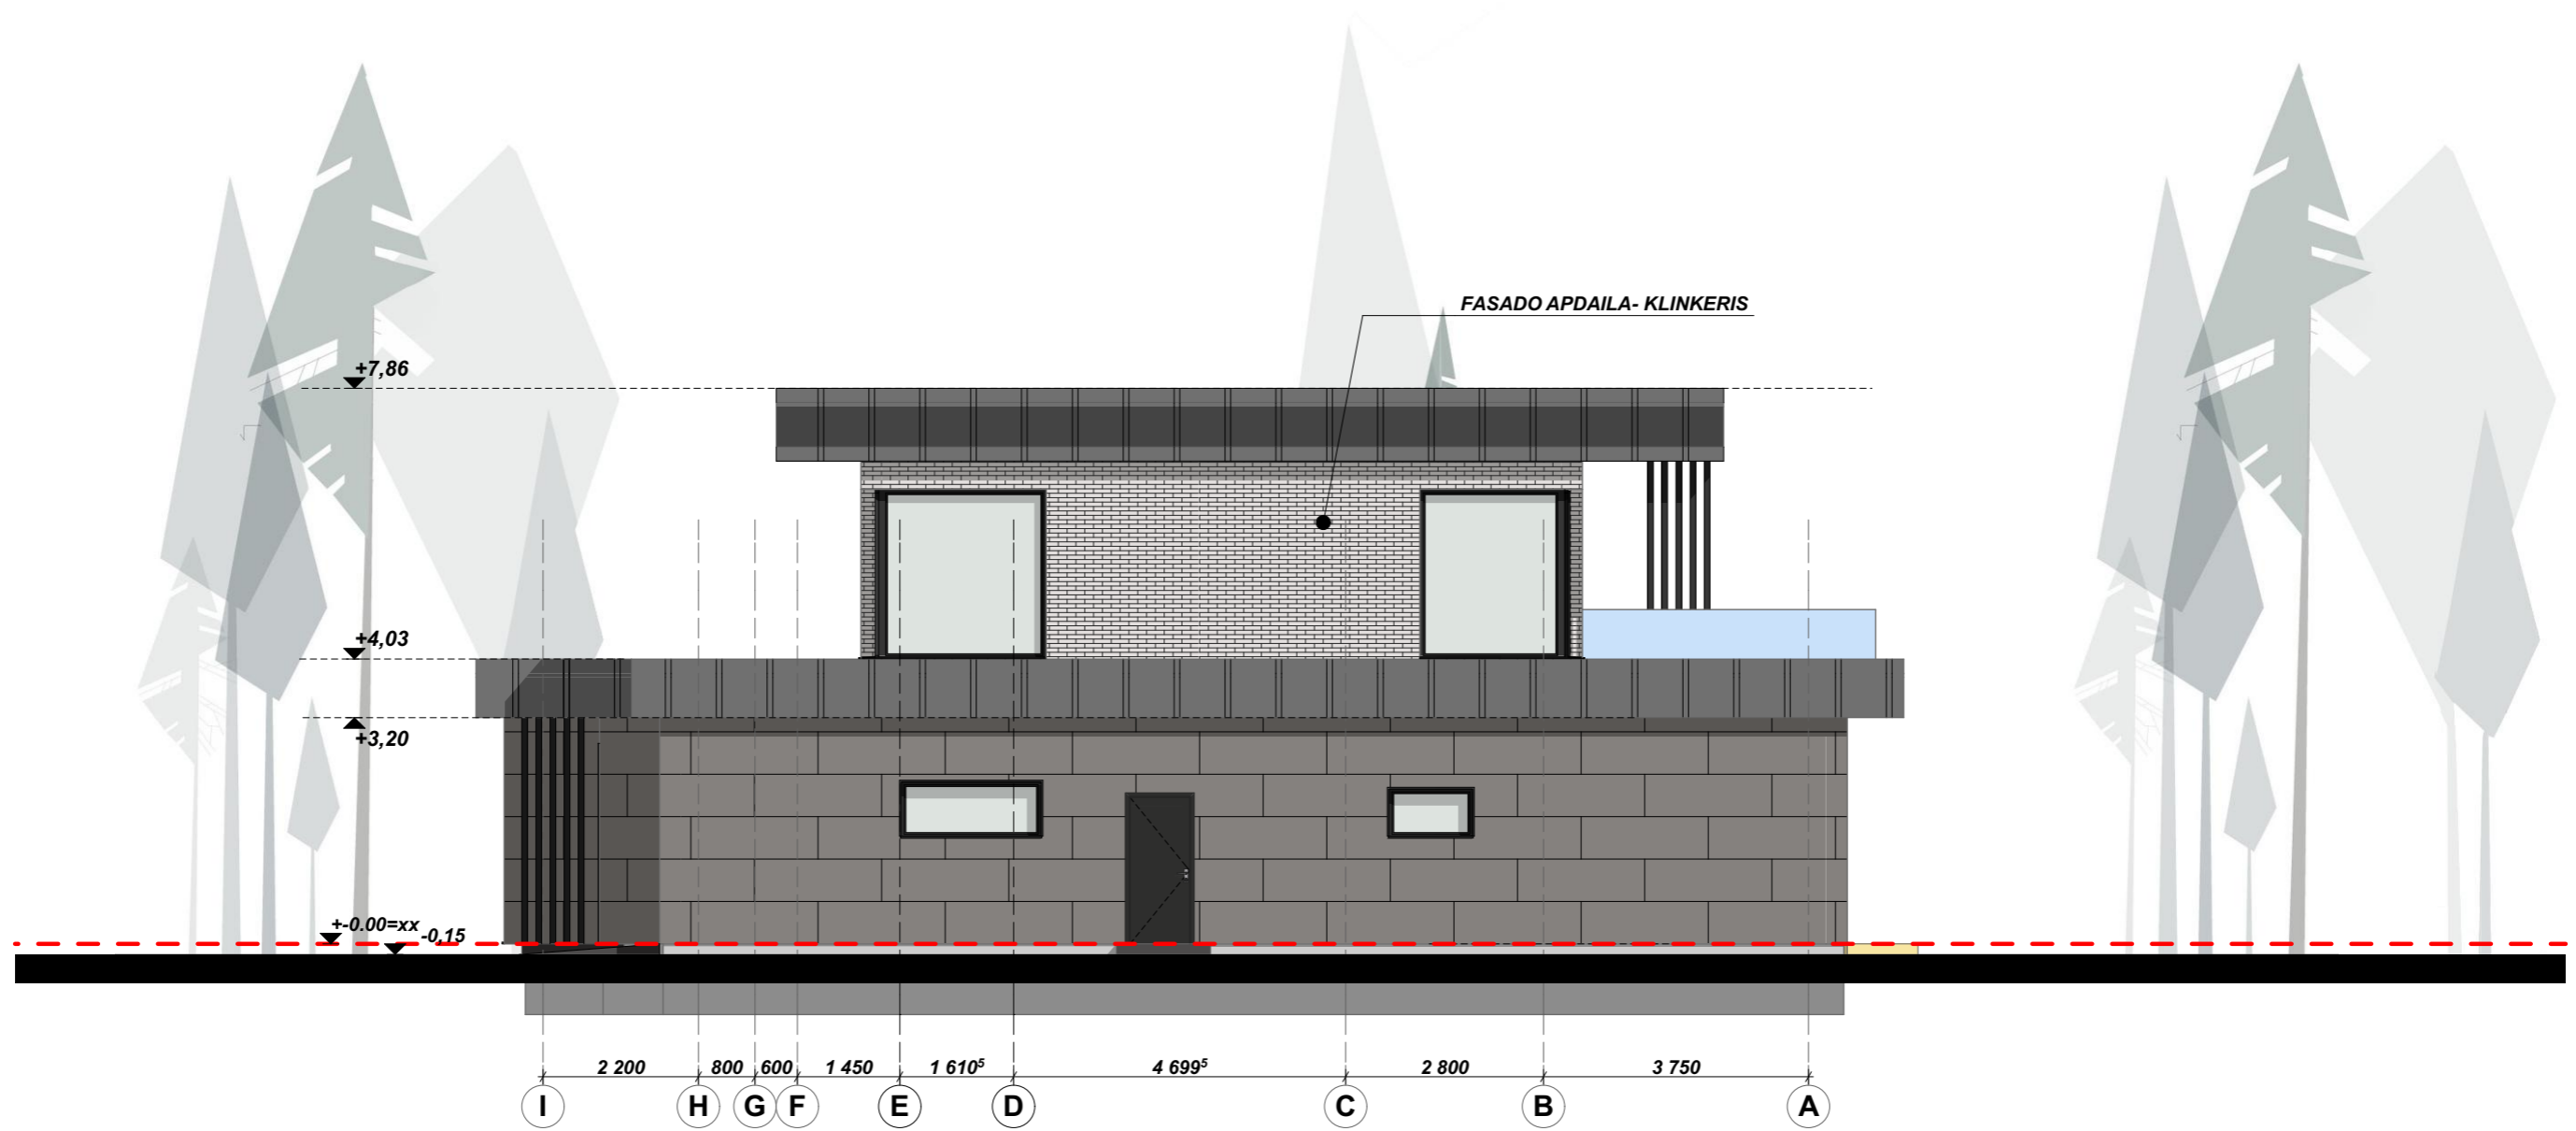 FASADO APDAILA- KLINKERIS
+7,86
+4,03
+3,20
+-0.00=xx
-0,15
2 200 800 600 1 450 1 610⁵ 4 699⁵ 2 800 3 750
I H G F E D C B A